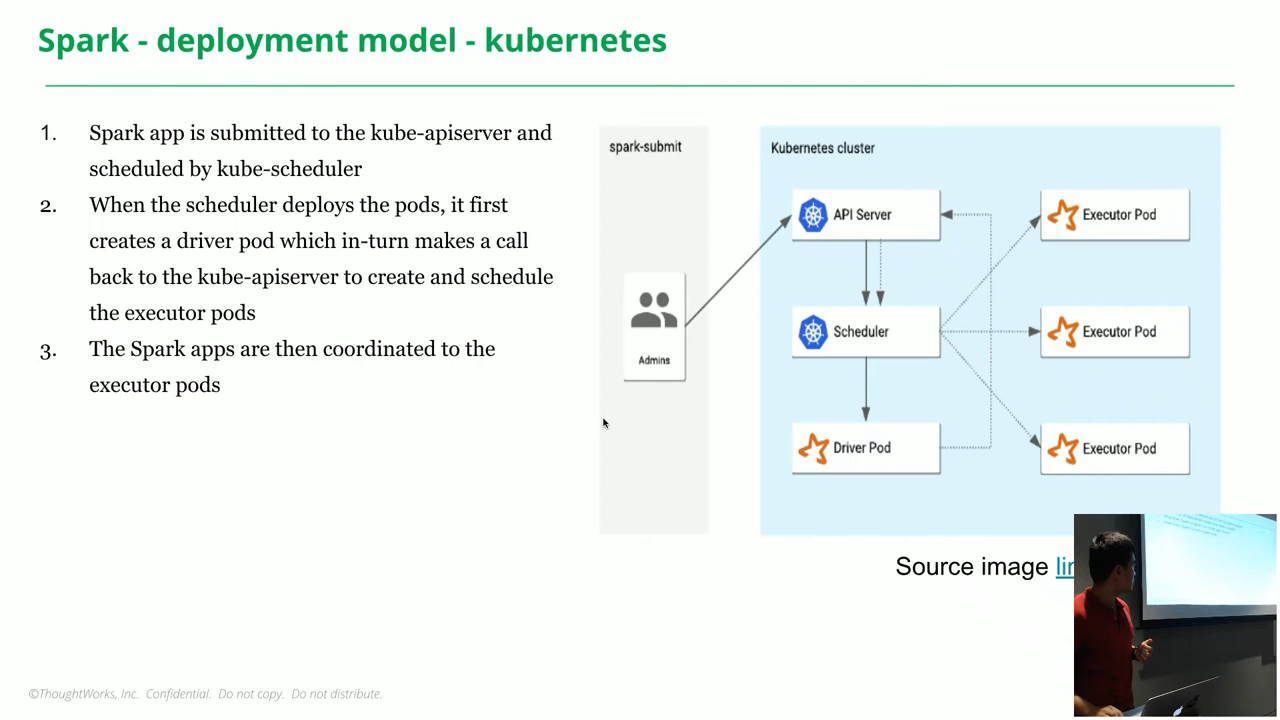 Spark - deployment model - kubernetes
1. Spark app is submitted to the kube-apiserver and
scheduled by kube-scheduler
2. When the scheduler deploys the pods, it first
creates a driver pod which in-turn makes a call
back to the kube-apiserver to create and schedule
the executor pods
3. The Spark apps are then coordinated to the
executor pods
spark-submit
Admins
Kubernetes cluster
API Server
Scheduler
Driver Pod
Executor Pod
Executor Pod
Executor Pod
Source image
©ThoughtWorks, Inc. Confidential. Do not copy. Do not distribute.